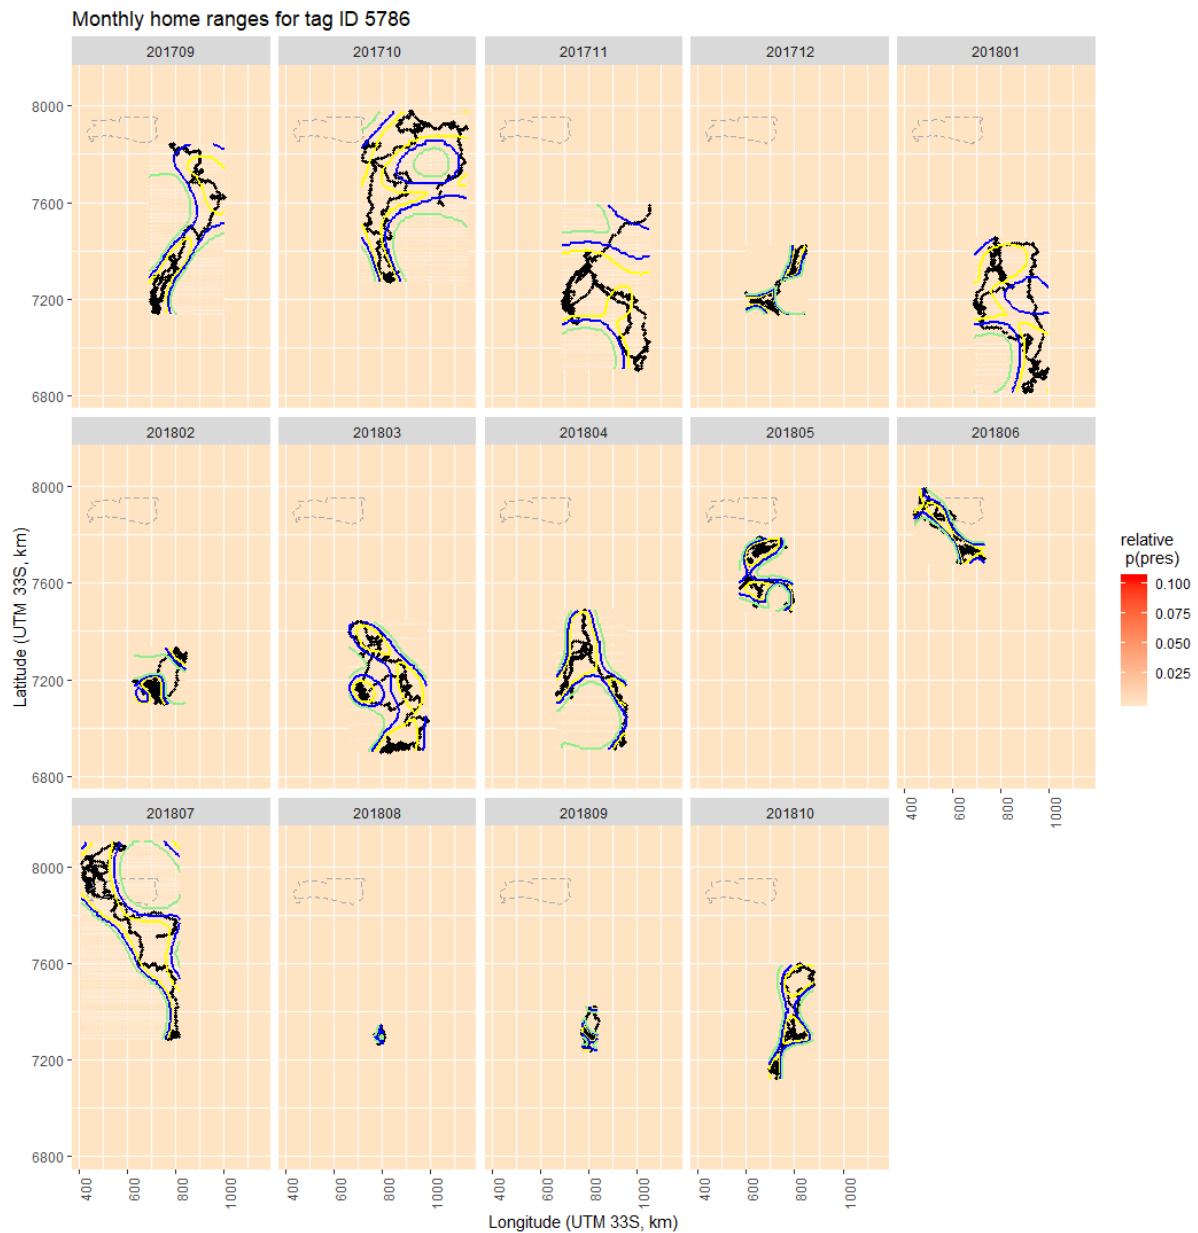 Monthly home ranges for tag ID 5786
201709 201710 201711 201712 201801
8000
7600
7200
6800
201802 201803 201804 201805 201806
8000
7600
7200
6800
400 600 800 1000
201807 201808 201809 201810
8000
7600
7200
6800
400 600 800 1000 400 600 800 1000 400 600 800 1000 400 600 800 1000
Longitude (UTM 33S, km)
Latitude (UTM 33S, km)
relative
p(pres)
0.100
0.075
0.050
0.025